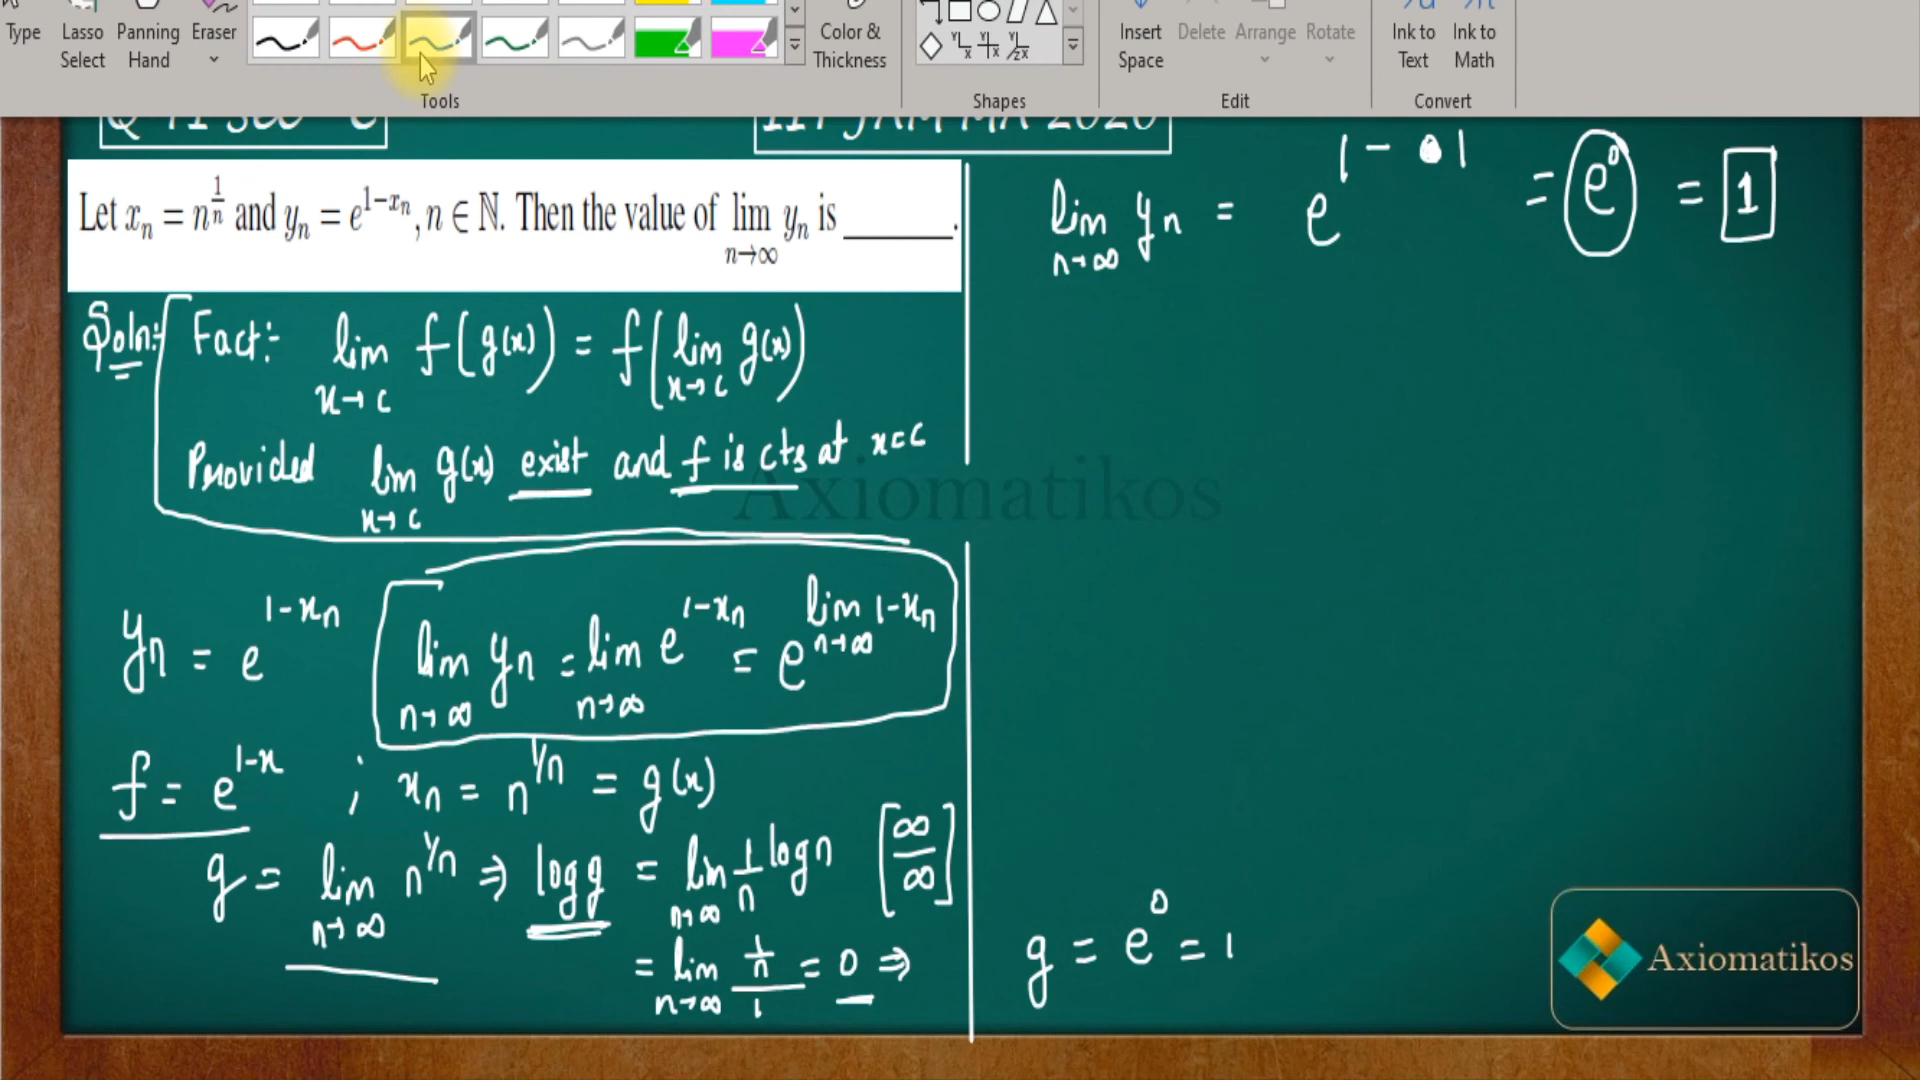 Type
Lasso Select
Panning Hand
Eraser
Color & Thickness
Insert Space
Delete
Arrange
Rotate
Ink to Text
Ink to Math
Tools
Shapes
Edit
Convert
IIT JAM MA 2020
Let xₙ = n^{1/n} and yₙ = e^{1-xₙ}, n ∈ ℕ. Then the value of lim_{n→∞} yₙ is ______.
Soln:-
Fact:- lim_{x→c} f(g(x)) = f(lim_{x→c} g(x))
Provided lim_{x→c} g(x) exist and f is cts at x=c
yn = e^{1-xn}
lim_{n→∞} yn = lim_{n→∞} e^{1-xn} = e^{lim_{n→∞} 1-xn}
f = e^{1-x} ; xn = n^{1/n} = g(x)
g = lim_{n→∞} n^{1/n} ⇒ log g = lim_{n→∞} 1/n log n [∞/∞]
= lim_{n→∞} (1/n)/1 = 0 ⇒
lim_{n→∞} yn = e^{1-1} = e^0 = 1
g = e^0 = 1
Axiomatikos
Axiomatikos